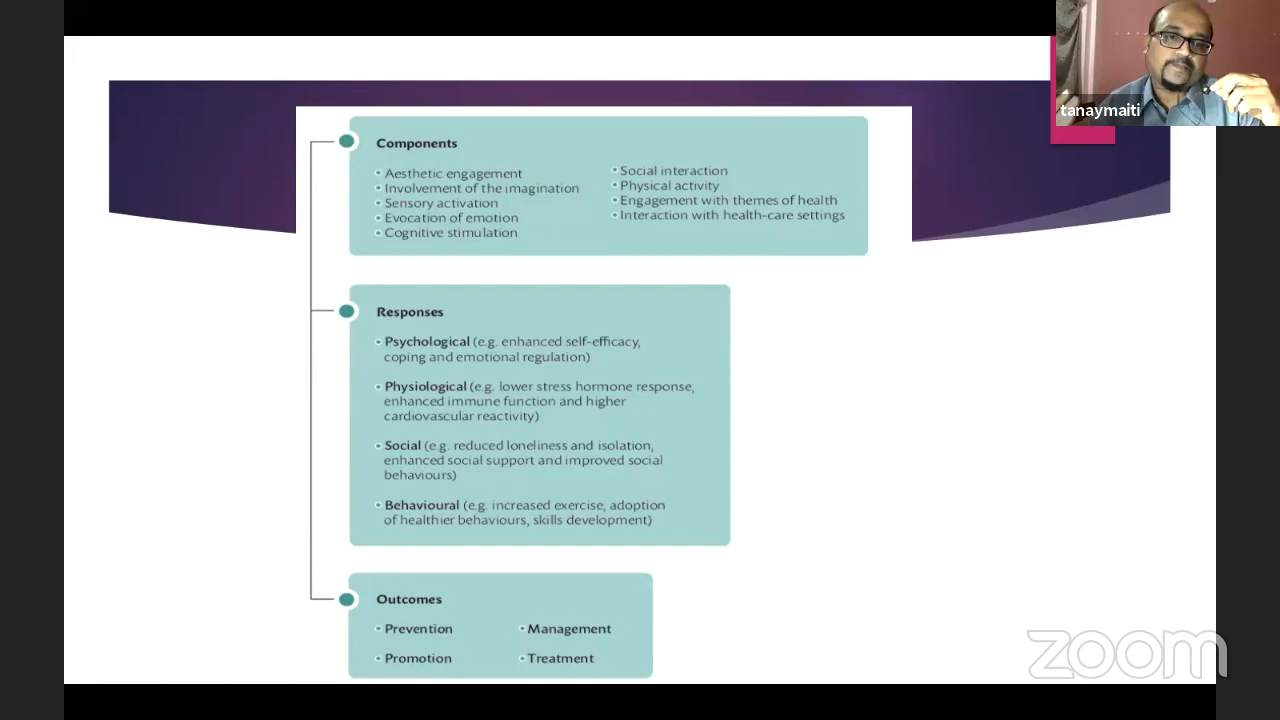 tanaymaiti
Components
Aesthetic engagement
Involvement of the imagination
Sensory activation
Evocation of emotion
Cognitive stimulation
Social interaction
Physical activity
Engagement with themes of health
Interaction with health-care settings
Responses
Psychological (e.g. enhanced self-efficacy,
coping and emotional regulation)
Physiological (e.g. lower stress hormone response,
enhanced immune function and higher
cardiovascular reactivity)
Social (e.g. reduced loneliness and isolation,
enhanced social support and improved social
behaviours)
Behavioural (e.g. increased exercise, adoption
of healthier behaviours, skills development)
Outcomes
Prevention
Management
Promotion
Treatment
zoom